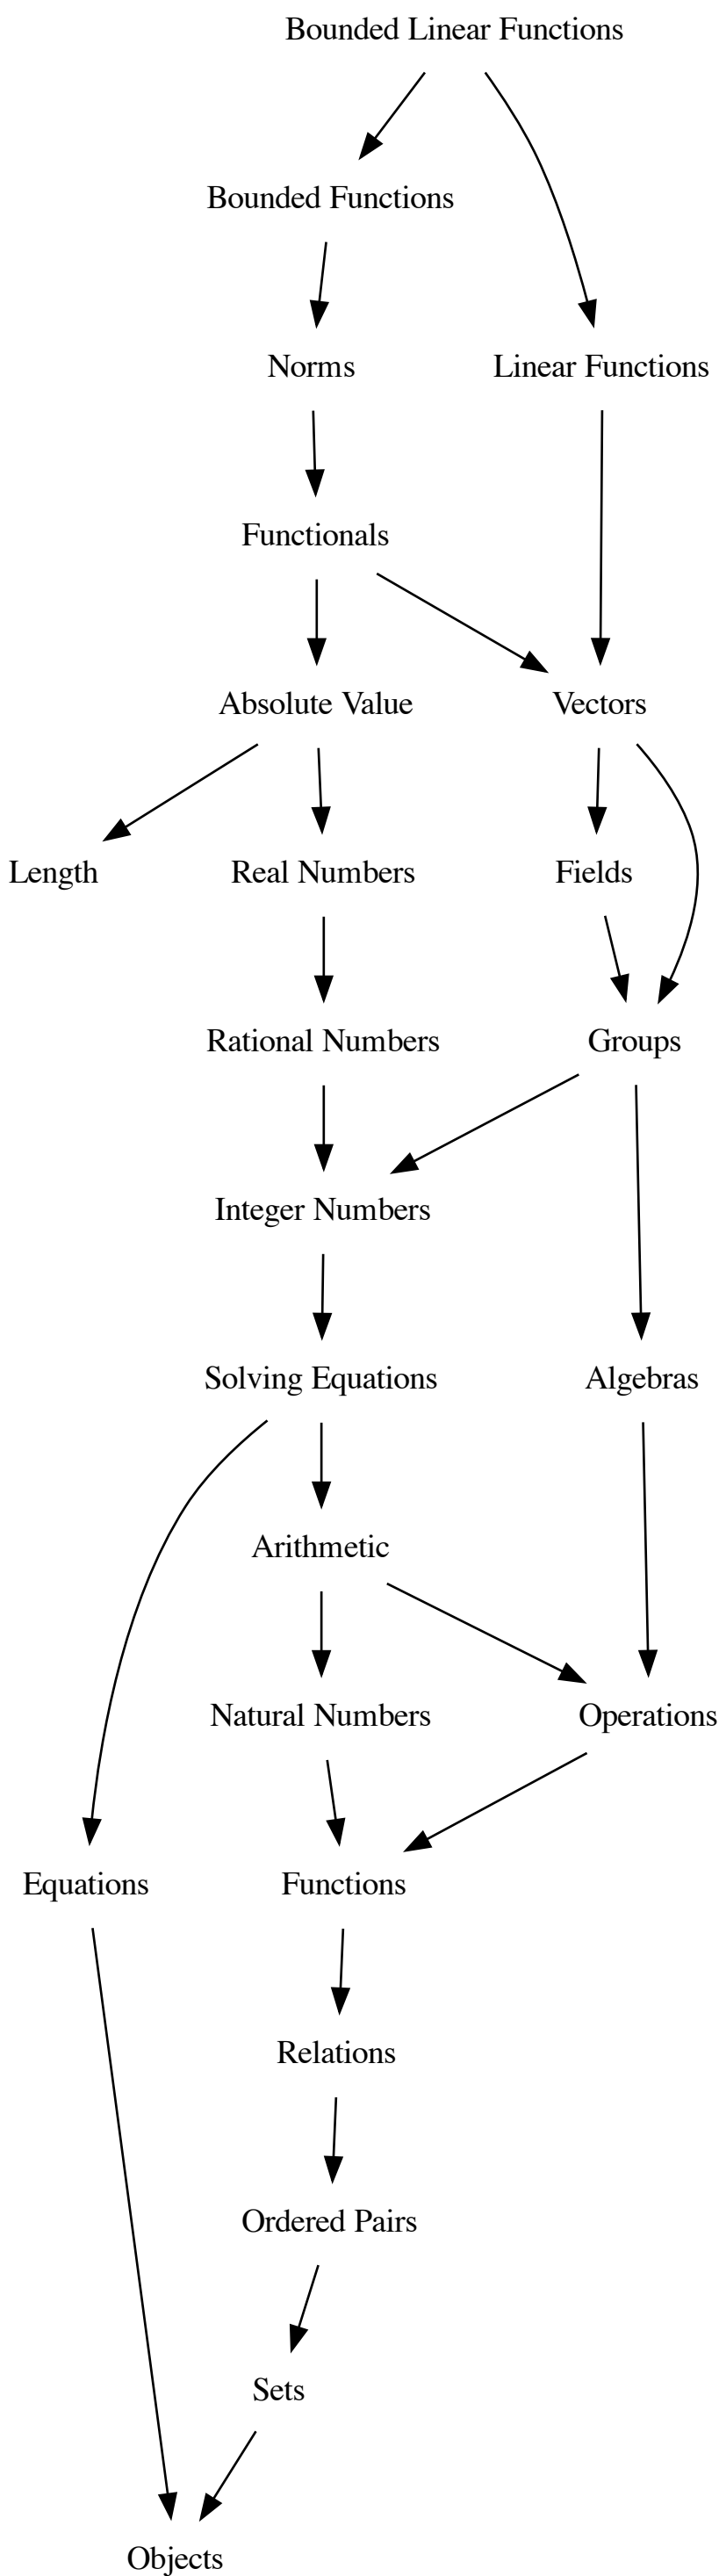 Bounded Linear Functions
Bounded Functions
Norms
Linear Functions
Functionals
Absolute Value
Vectors
Length
Real Numbers
Fields
Rational Numbers
Groups
Integer Numbers
Solving Equations
Algebras
Arithmetic
Natural Numbers
Operations
Equations
Functions
Relations
Ordered Pairs
Sets
Objects